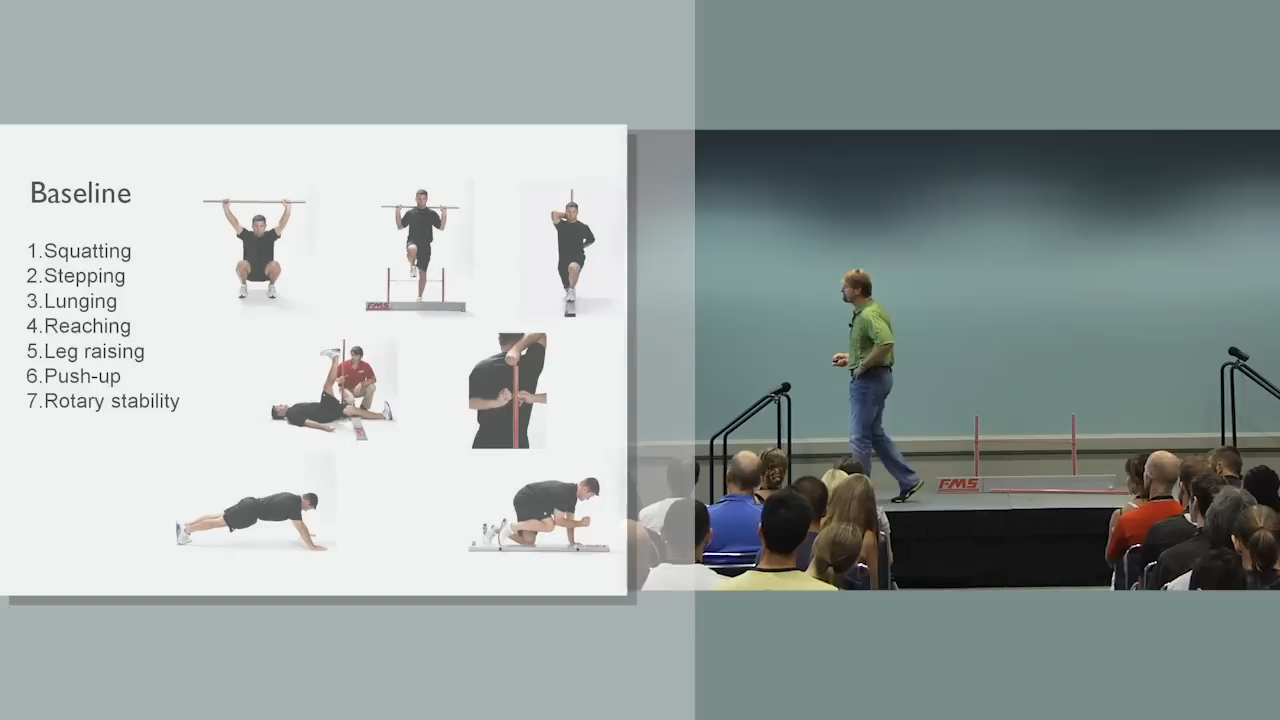 Baseline
1.Squatting
2.Stepping
3.Lunging
4.Reaching
5.Leg raising
6.Push-up
7.Rotary stability
FMS
FMS